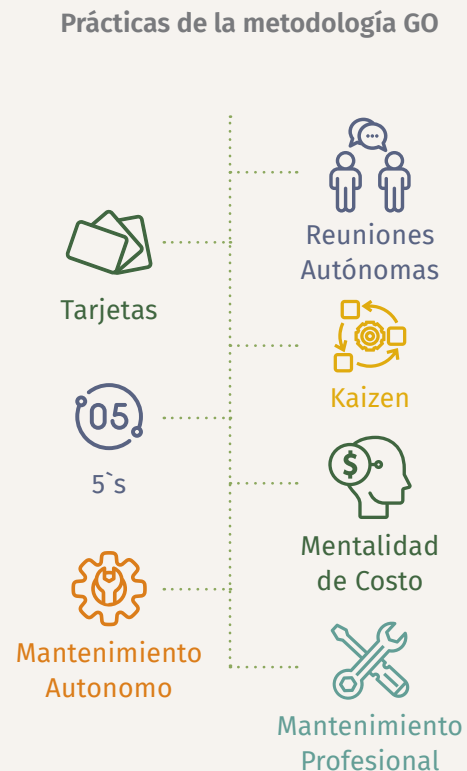 Prácticas de la metodología GO
Reuniones
Autónomas
Tarjetas
Kaizen
05
5`s
$
Mentalidad
de Costo
Mantenimiento
Autonomo
Mantenimiento
Profesional